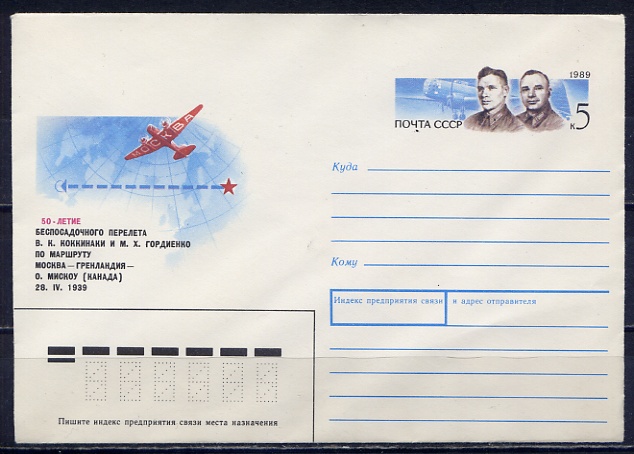 1989
ПОЧТА СССР
к 5
МОСКВА
Куда
50-ЛЕТИЕ
БЕСПОСАДОЧНОГО ПЕРЕЛЕТА
В. К. КОККИНАКИ И М. Х. ГОРДИЕНКО
ПО МАРШРУТУ
МОСКВА—ГРЕНЛАНДИЯ—
О. МИСКОУ (КАНАДА)
28. IV. 1939
Кому
Индекс предприятия связи и адрес отправителя
Пишите индекс предприятия связи места назначения